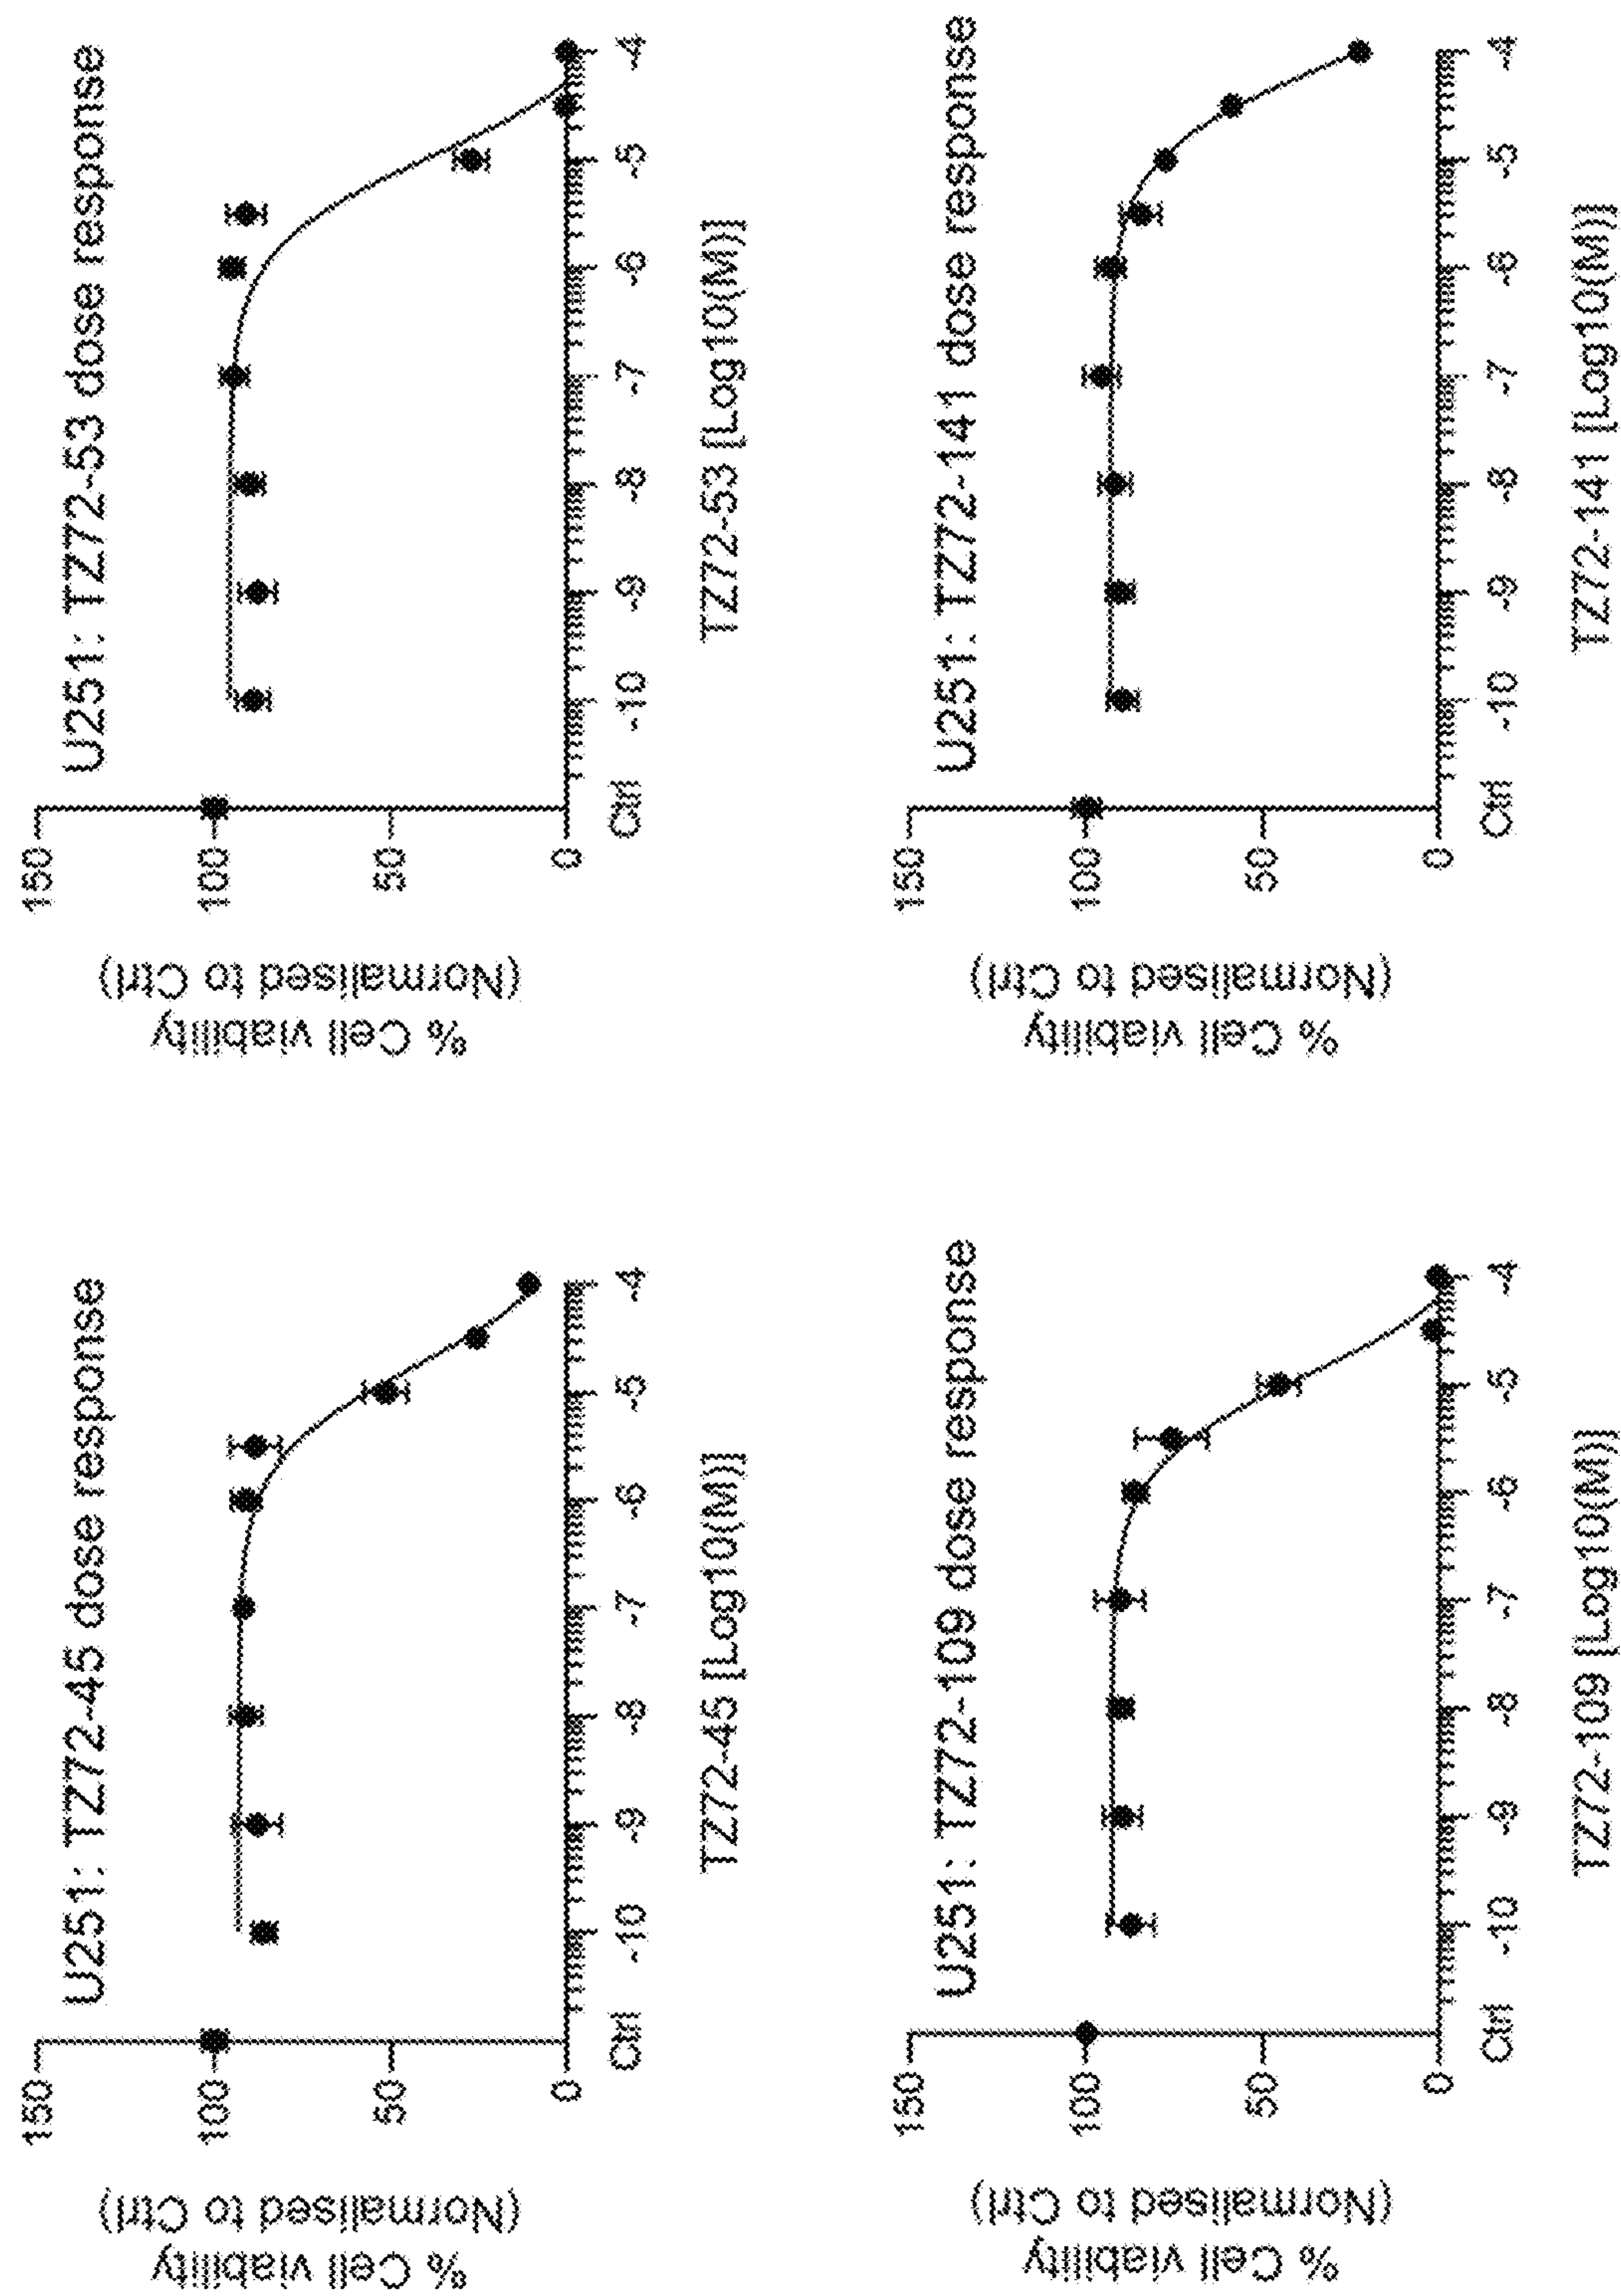 U251: TZ72-45 dose response
% Cell viability
(Normalised to Ctrl)
150
100
50
0
Ctrl -10 -9 -8 -7 -6 -5 -4
TZ72-45 [Log10(M)]
U251: TZ72-53 dose response
% Cell viability
(Normalised to Ctrl)
150
100
50
0
Ctrl -10 -9 -8 -7 -6 -5 -4
TZ72-53 [Log10(M)]
U251: TZ72-109 dose response
% Cell viability
(Normalised to Ctrl)
150
100
50
0
Ctrl -10 -9 -8 -7 -6 -5 -4
TZ72-109 [Log10(M)]
U251: TZ72-141 dose response
% Cell viability
(Normalised to Ctrl)
150
100
50
0
Ctrl -10 -9 -8 -7 -6 -5 -4
TZ72-141 [Log10(M)]